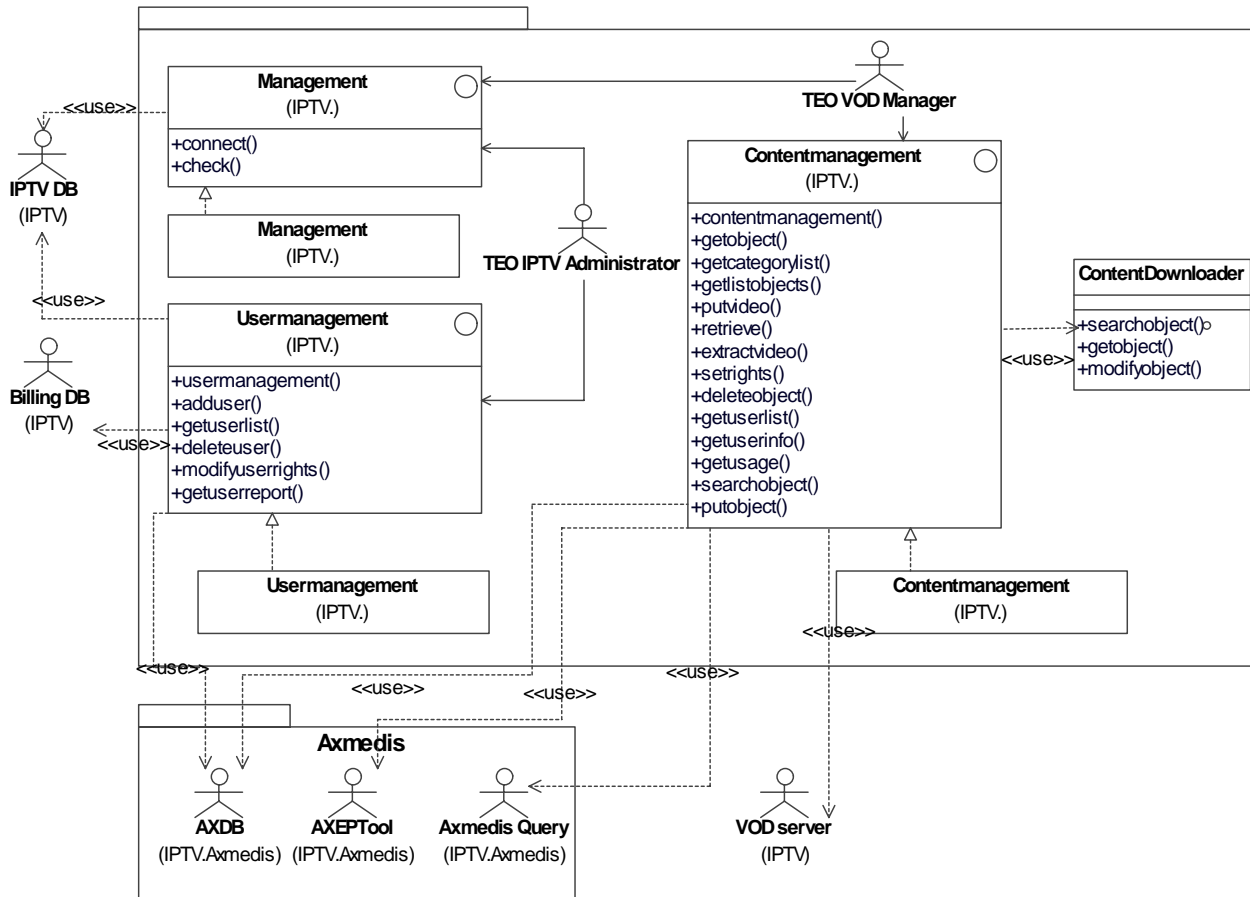 Management
(IPTV.)
+connect()
+check()
Management
(IPTV.)
<<use>>
IPTV DB
(IPTV)
<<use>>
Usermanagement
(IPTV.)
+usermanagement()
+adduser()
+getuserlist()
+deleteuser()
+modifyuserrights()
+getuserreport()
Billing DB
(IPTV)
<<use>>
Usermanagement
(IPTV.)
TEO VOD Manager
TEO IPTV Administrator
Contentmanagement
(IPTV.)
+contentmanagement()
+getobject()
+getcategorylist()
+getlistobjects()
+putvideo()
+retrieve()
+extractvideo()
+setrights()
+deleteobject()
+getuserlist()
+getuserinfo()
+getusage()
+searchobject()
+putobject()
ContentDownloader
+searchobject()
+getobject()
+modifyobject()
<<use>>
Contentmanagement
(IPTV.)
<<use>>
<<use>>
<<use>>
<<use>>
<<use>>
Axmedis
AXDB
(IPTV.Axmedis)
AXEPTool
(IPTV.Axmedis)
Axmedis Query
(IPTV.Axmedis)
VOD server
(IPTV)